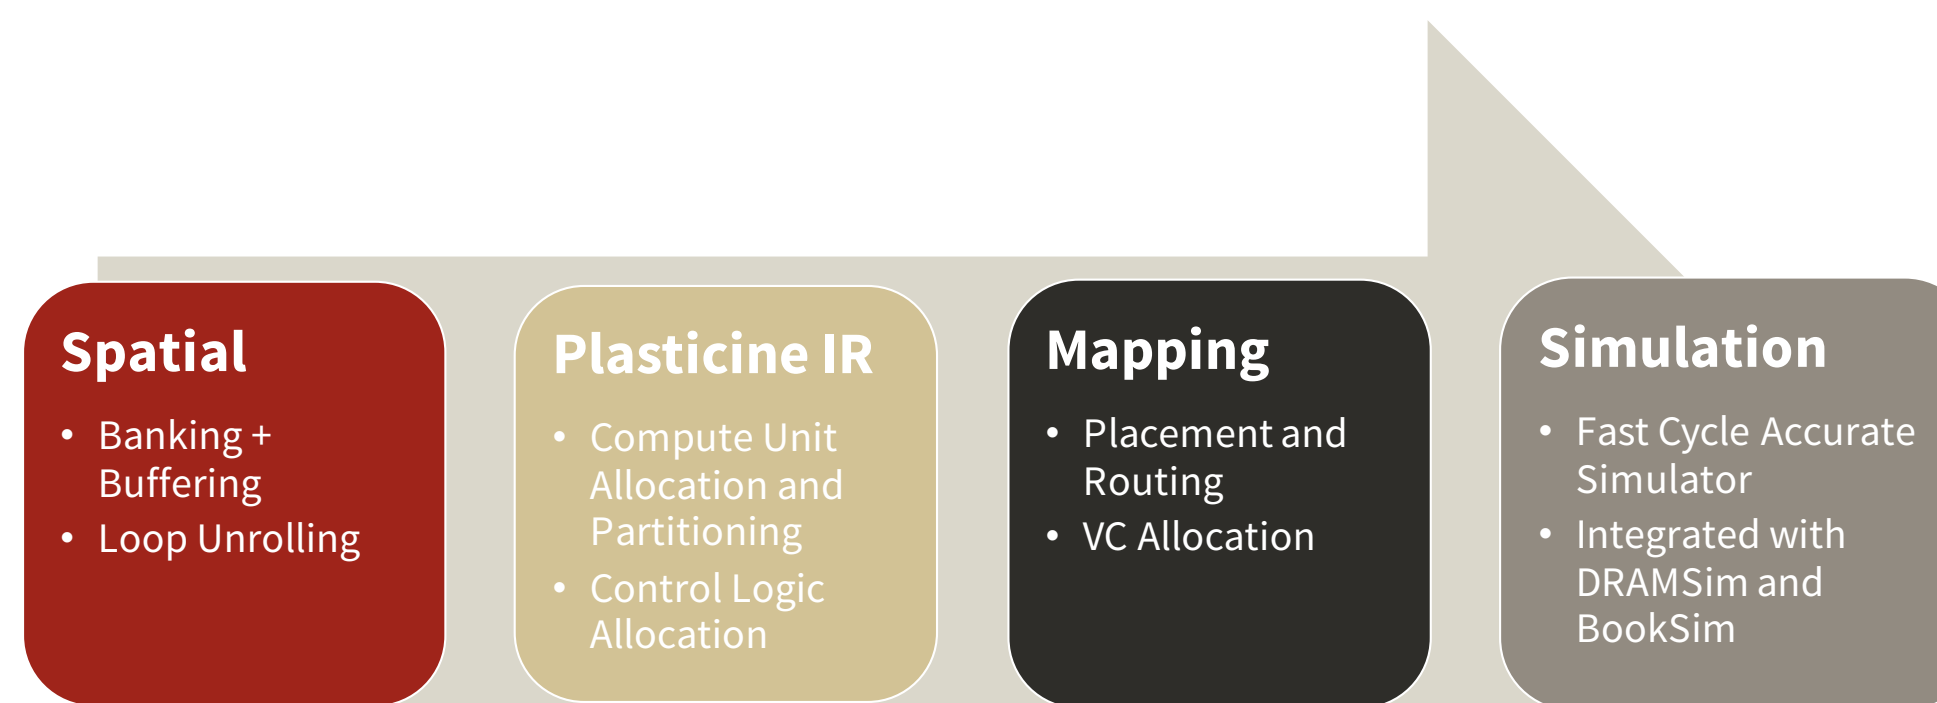 Spatial
• Banking +
Buffering
• Loop Unrolling
Plasticine IR
• Compute Unit
Allocation and
Partitioning
• Control Logic
Allocation
Mapping
• Placement and
Routing
• VC Allocation
Simulation
• Fast Cycle Accurate
Simulator
• Integrated with
DRAMSim and
BookSim